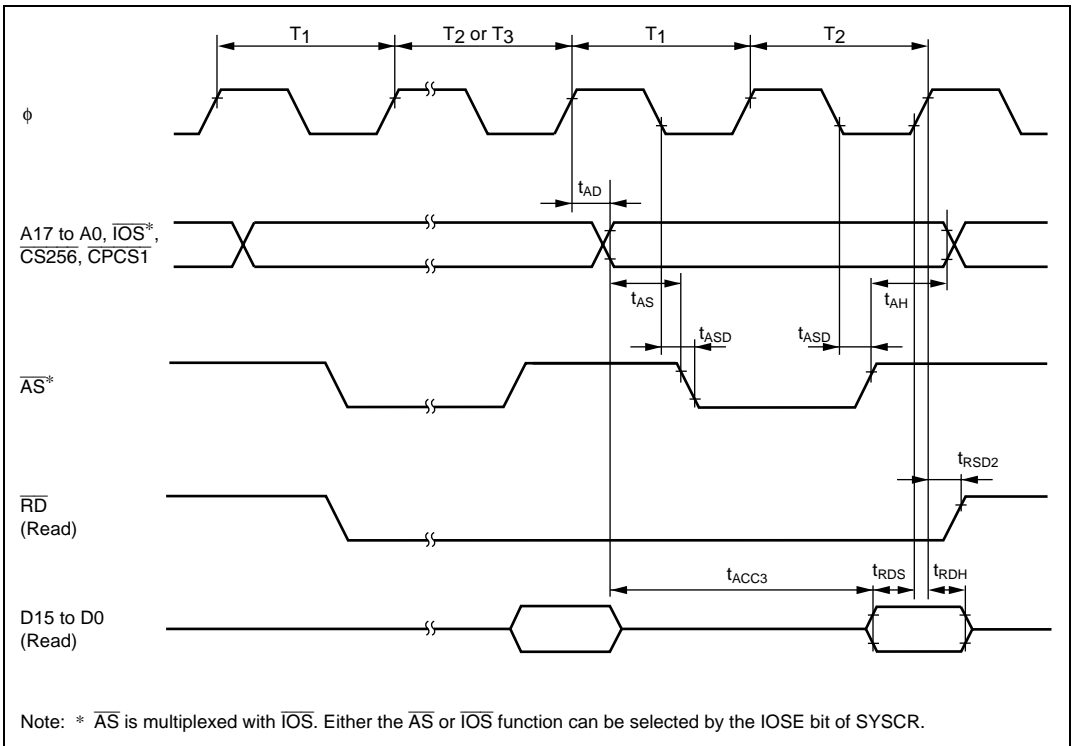 T1 T2 or T3 T1 T2
ϕ
tAD
A17 to A0, IOS*,
CS256, CPCS1
tAS tAH
tASD tASD
AS*
tRSD2
RD
(Read)
tACC3 tRDS tRDH
D15 to D0
(Read)
Note: * AS is multiplexed with IOS. Either the AS or IOS function can be selected by the IOSE bit of SYSCR.